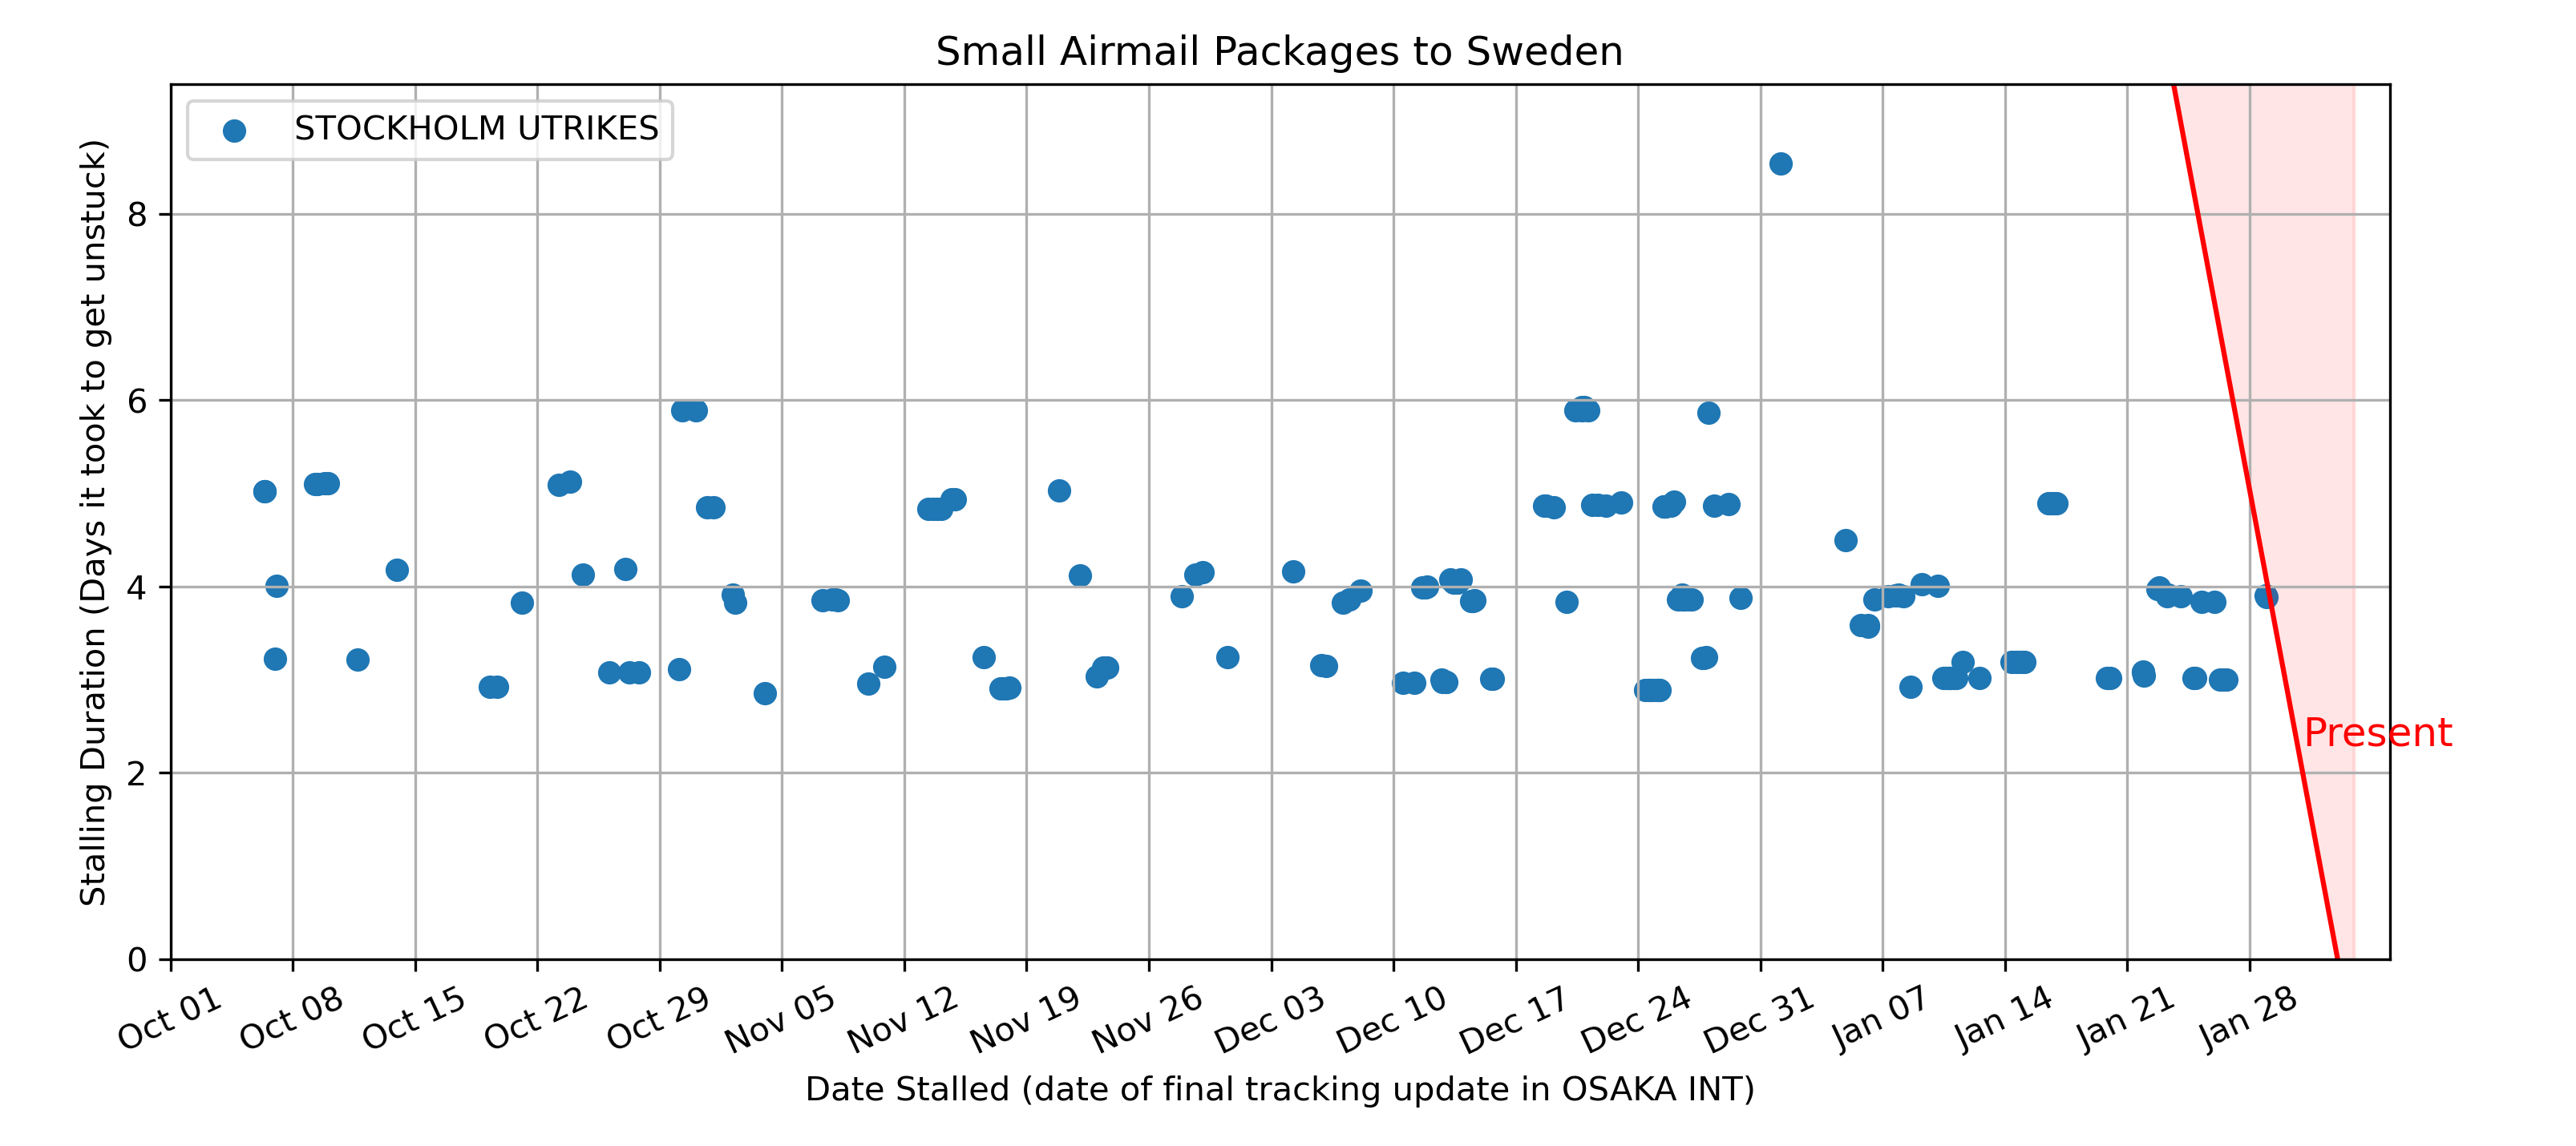 Small Airmail Packages to Sweden
STOCKHOLM UTRIKES
Stalling Duration (Days it took to get unstuck)
8
6
4
2
0
Present
Oct 01
Oct 08
Oct 15
Oct 22
Oct 29
Nov 05
Nov 12
Nov 19
Nov 26
Dec 03
Dec 10
Dec 17
Dec 24
Dec 31
Jan 07
Jan 14
Jan 21
Jan 28
Date Stalled (date of final tracking update in OSAKA INT)